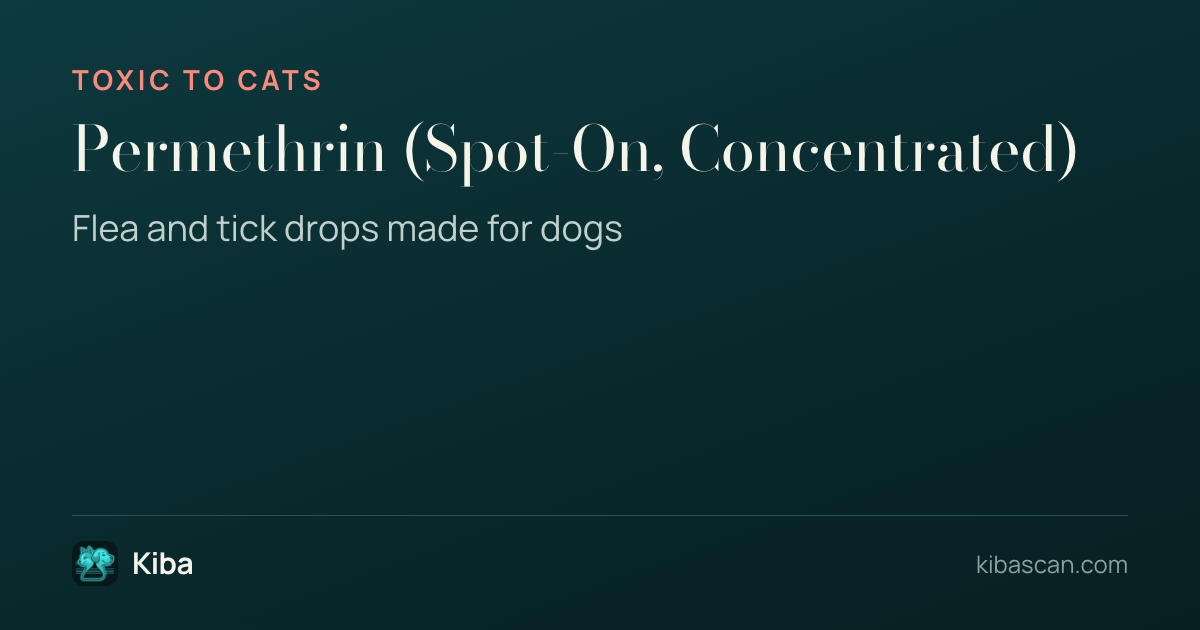 TOXIC TO CATS
Permethrin (Spot-On, Concentrated)
Flea and tick drops made for dogs
Kiba
kibascan.com